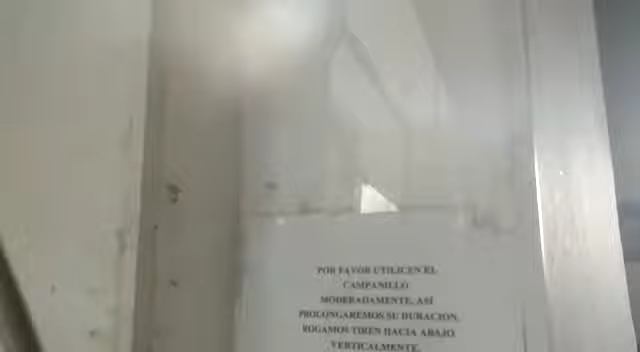 POR FAVOR UTILICEN EL
CAMPANILLO
MODERADAMENTE, ASÍ
PROLONGAREMOS SU DURACION.
ROGAMOS TIREN HACIA ABAJO
VERTICALMENTE.